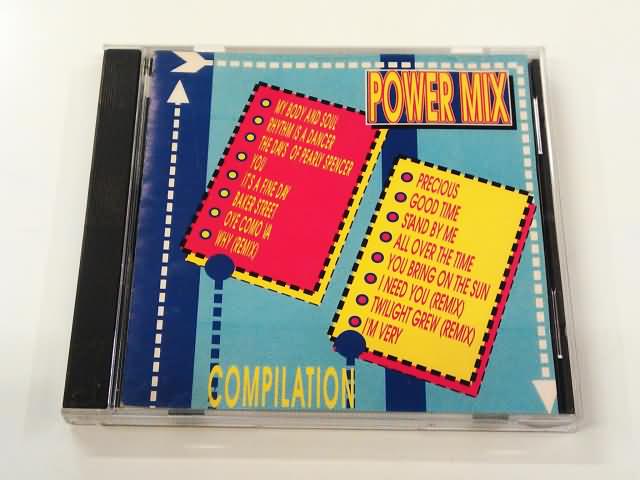 POWER MIX
MY BODY AND SOUL
RHYTHM IS A DANCER
THE DAYS OF PEARLY SPENCER
YOU
IT'S A FINE DAY
BAKER STREET
OYE COMO VA
WHY (REMIX)
PRECIOUS
GOOD TIME
STAND BY ME
ALL OVER THE TIME
YOU BRING ON THE SUN
I NEED YOU (REMIX)
TWILIGHT GREW (REMIX)
I'M VERY
COMPILATION